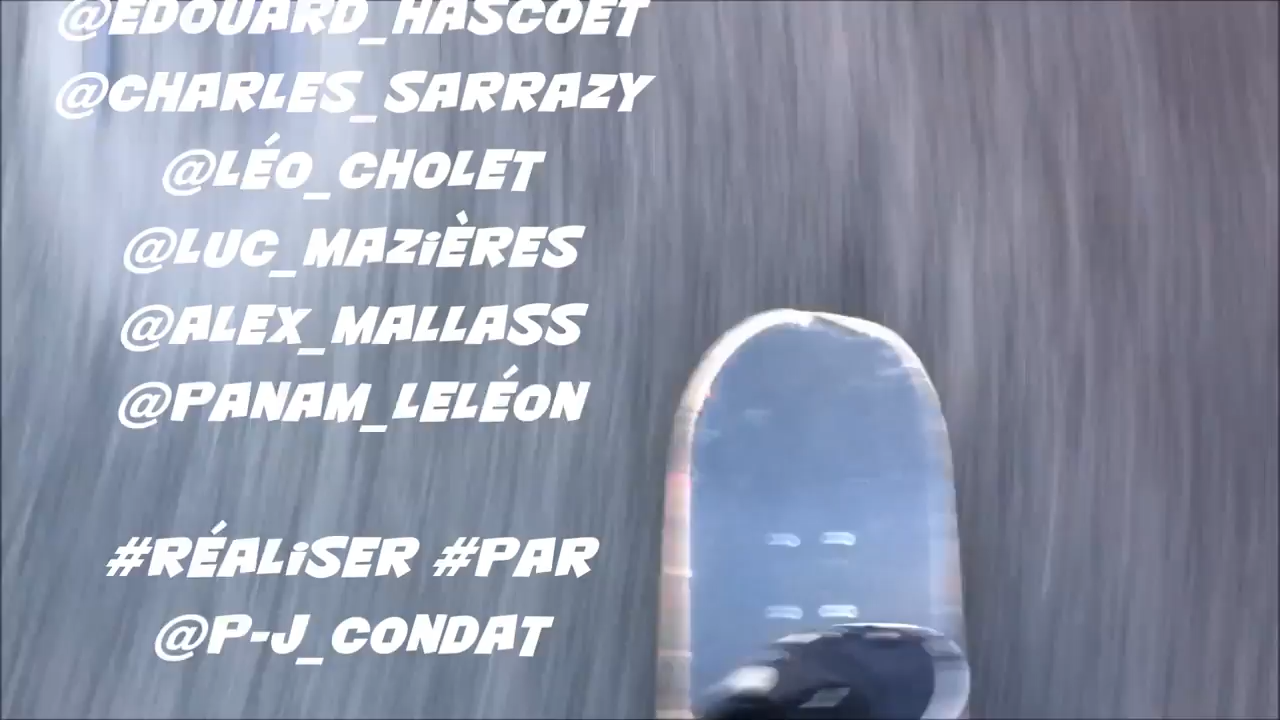 @EDOUARD_HASCOET
@CHARLES_SARRAZY
@LÉO_CHOLET
@LUC_MAZIÈRES
@ALEX_MALLASS
@PANAM_LELÉON
#RÉALISER #PAR
@P-J_CONDAT